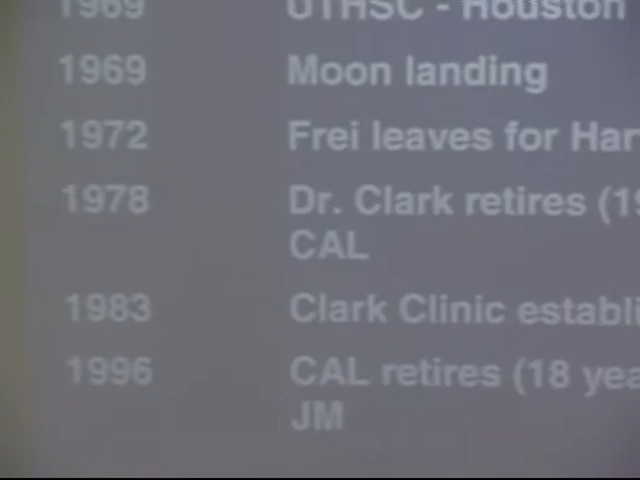 1969 UTHSC - Houston
1969 Moon landing
1972 Frei leaves for
1978 Dr. Clark retires
CAL
1983 Clark Clinic
1996 CAL retires (18
JM